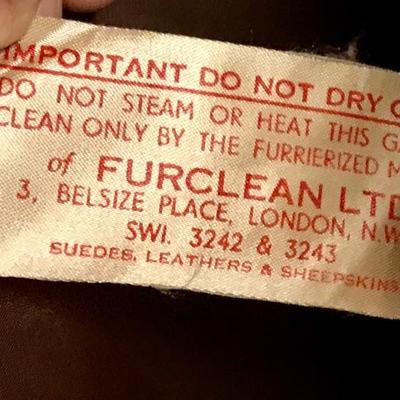 IMPORTANT DO NOT DRY
DO NOT STEAM OR HEAT THIS
CLEAN ONLY BY THE FURRIERIZED
of FURCLEAN LTD
3, BELSIZE PLACE, LONDON, N.W.
SWI. 3242 & 3243
SUEDES, LEATHERS & SHEEPSKINS